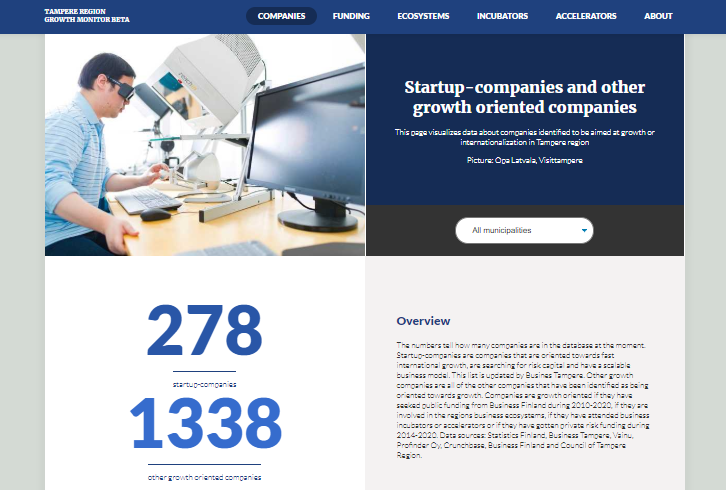 TAMPERE REGION
GROWTH MONITOR BETA
COMPANIES
FUNDING
ECOSYSTEMS
INCUBATORS
ACCELERATORS
ABOUT
Startup-companies and other
growth oriented companies
This page visualizes data about companies identified to be aimed at growth or
internationalization in Tampere region
Picture: Opa Latvala, Visittampere
All municipalities
278
startup-companies
1338
other growth oriented companies
Overview
The numbers tell how many companies are in the database at the moment.
Startup-companies are companies that are oriented towards fast
international growth, are searching for risk capital and have a scalable
business model. This list is updated by Busines Tampere. Other growth
companies are all of the other companies that have been identified as being
oriented towards growth. Companies are growth oriented if they have
seeked public funding from Business Finland during 2010-2020, if they are
involved in the regions business ecosystems, if they have attended business
incubators or accelerators or if they have gotten private risk funding during
2014-2020. Data sources: Statistics Finland, Business Tampere, Vainu,
Profinder Oy, Crunchbase, Business Finland and Council of Tampere
Region.